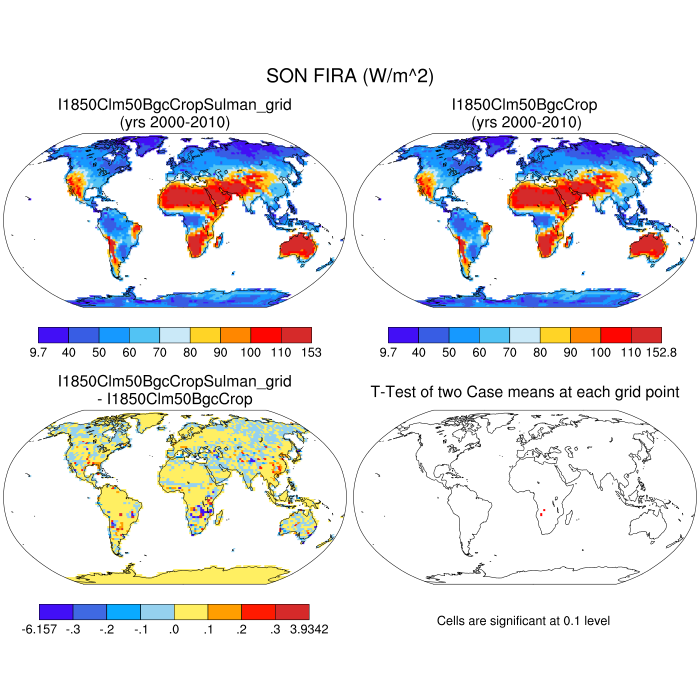 SON FIRA (W/m^2)
I1850Clm50BgcCropSulman_grid
(yrs 2000-2010)
I1850Clm50BgcCrop
(yrs 2000-2010)
9.7 40 50 60 70 80 90 100 110 153
9.7 40 50 60 70 80 90 100 110 152.8
I1850Clm50BgcCropSulman_grid
- I1850Clm50BgcCrop
T-Test of two Case means at each grid point
-6.157 -.3 -.2 -.1 .0 .1 .2 .3 3.9342
Cells are significant at 0.1 level